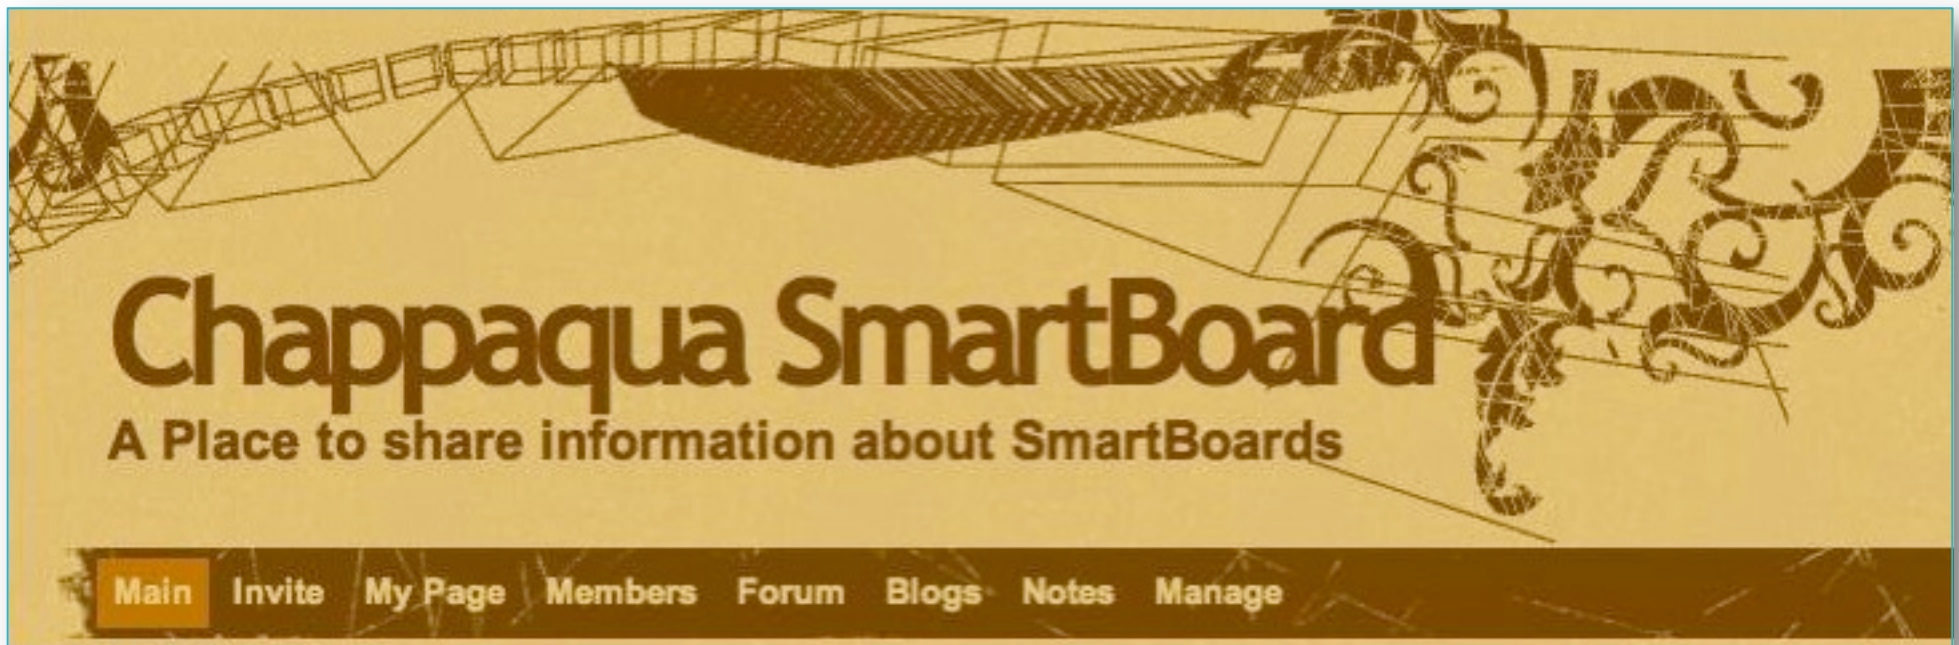 Chappaqua SmartBoard
A Place to share information about SmartBoards
Main Invite My Page Members Forum Blogs Notes Manage